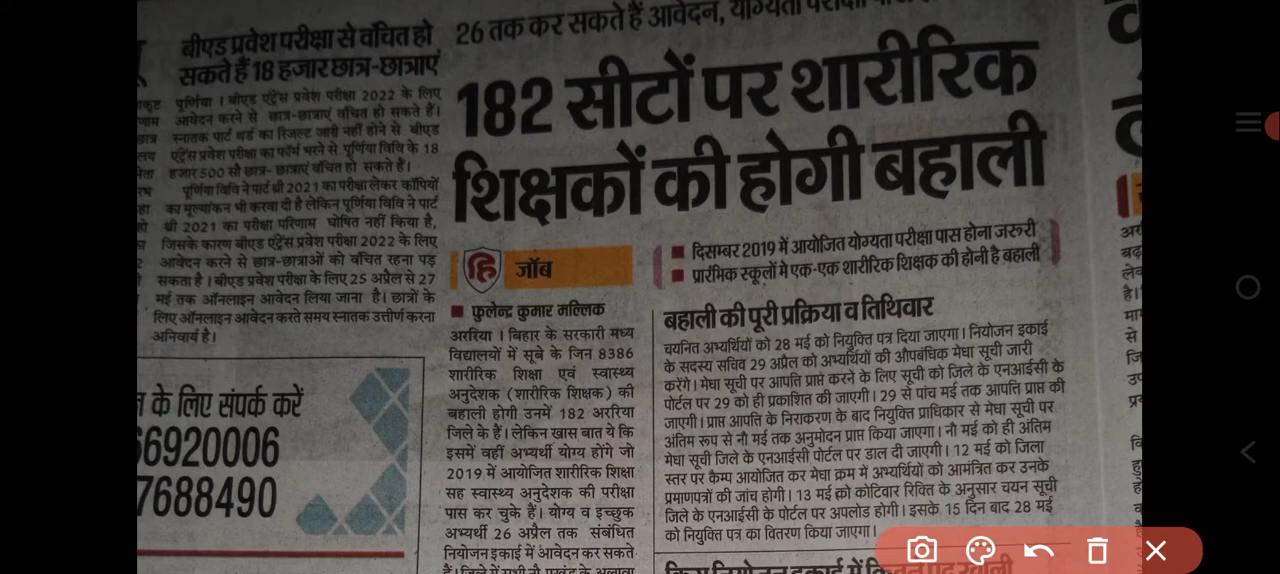 बीएड प्रवेश परीक्षा से वंचित हो
सकते हैं 18 हजार छात्र-छात्राएं
पूर्णिया । बीएड एंट्रेंस प्रवेश परीक्षा 2022 के लिए
आवेदन करने से छात्र-छात्राएं वंचित हो सकते हैं।
स्नातक पार्ट थर्ड का रिजल्ट जारी नहीं होने से बीएड
एंट्रेंस प्रवेश परीक्षा का फॉर्म भरने से पूर्णिया विवि के 18
हजार 500 सौ छात्र- छात्राएं वंचित हो सकते हैं।
पूर्णिया विवि ने पार्ट थ्री 2021 का परीक्षा लेकर कॉपियों
का मूल्यांकन भी करवा दी है लेकिन पूर्णिया विवि ने पार्ट
थ्री 2021 का परीक्षा परिणाम घोषित नहीं किया है,
जिसके कारण बीएड एंट्रेंस प्रवेश परीक्षा 2022 के लिए
आवेदन करने से छात्र-छात्राओं को वंचित रहना पड़
सकता है । बीएड प्रवेश परीक्षा के लिए 25 अप्रैल से 27
मई तक ऑनलाइन आवेदन लिया जाना है। छात्रों के
लिए ऑनलाइन आवेदन करते समय स्नातक उत्तीर्ण करना
अनिवार्य है।
के लिए संपर्क करें
66920006
7688490
26 तक कर सकते हैं आवेदन, योग्यता परीक्षा
182 सीटों पर शारीरिक
शिक्षकों की होगी बहाली
हि जॉब
■ दिसम्बर 2019 में आयोजित योग्यता परीक्षा पास होना जरूरी
■ प्रारंभिक स्कूलों मे एक-एक शारीरिक शिक्षक की होनी है बहाली
■ फुलेन्द्र कुमार मल्लिक
अररिया । बिहार के सरकारी मध्य
विद्यालयों में सूबे के जिन 8386
शारीरिक शिक्षा एवं स्वास्थ्य
अनुदेशक (शारीरिक शिक्षक) की
बहाली होगी उनमें 182 अररिया
जिले के हैं। लेकिन खास बात ये कि
इसमें वहीं अभ्यर्थी योग्य होंगे जो
2019 में आयोजित शारीरिक शिक्षा
सह स्वास्थ्य अनुदेशक की परीक्षा
पास कर चुके हैं। योग्य व इच्छुक
अभ्यर्थी 26 अप्रैल तक संबंधित
नियोजन इकाई में आवेदन कर सकते
बहाली की पूरी प्रक्रिया व तिथिवार
चयनित अभ्यर्थियों को 28 मई को नियुक्ति पत्र दिया जाएगा। नियोजन इकाई
के सदस्य सचिव 29 अप्रैल को अभ्यर्थियों की औपबंधिक मेघा सूची जारी
करेंगे। मेघा सूची पर आपति प्राप्त करने के लिए सूची को जिले के एनआईसी के
पोर्टल पर 29 को ही प्रकाशित की जाएगी। 29 से पांच मई तक आपति प्राप्त की
जाएगी। प्राप्त आपति के निराकरण के बाद नियुक्ति प्राधिकार से मेघा सूची पर
अंतिम रूप से नौ मई तक अनुमोदन प्राप्त किया जाएगा। नौ मई को ही अंतिम
मेघा सूची जिले के एनआईसी पोर्टल पर डाल दी जाएगी। 12 मई को जिला
स्तर पर कैम्प आयोजित कर मेघा क्रम में अभ्यर्थियों को आमंत्रित कर उनके
प्रमाणपत्रों की जांच होगी। 13 मई को कोटिवार रिक्ति के अनुसार चयन सूची
जिले के एनआईसी के पोर्टल पर अपलोड होगी। इसके 15 दिन बाद 28 मई
को नियुक्ति पत्र का वितरण किया जाएगा।